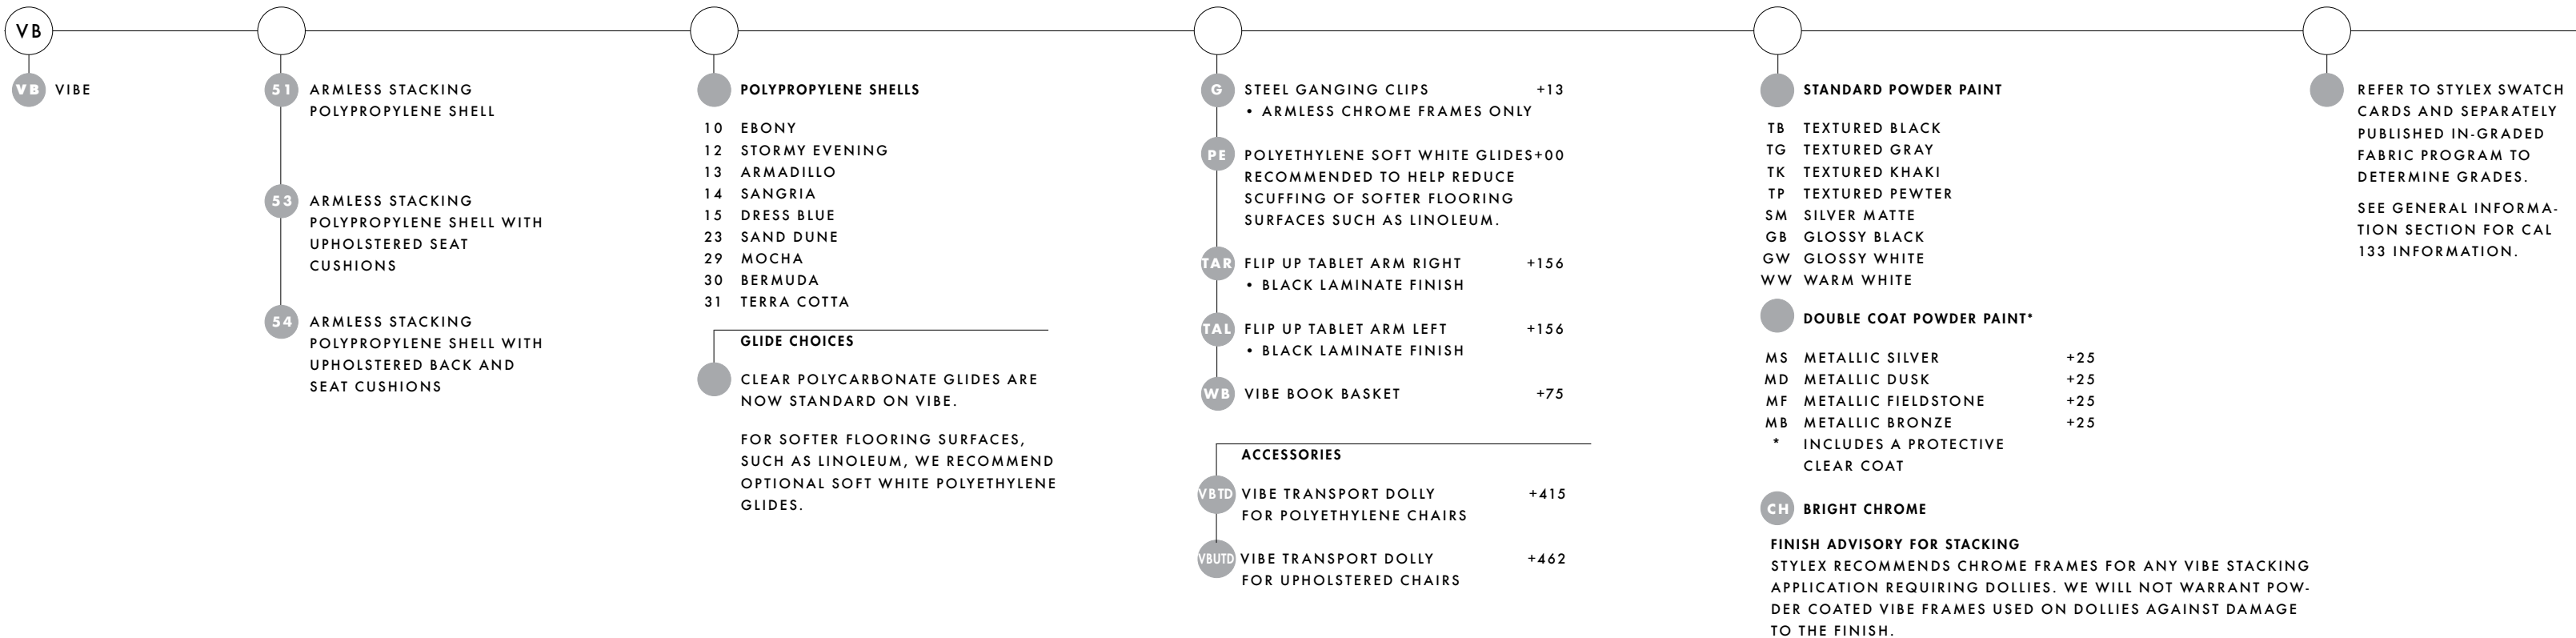 VB
VB VIBE
51 ARMLESS STACKING
POLYPROPYLENE SHELL
53 ARMLESS STACKING
POLYPROPYLENE SHELL WITH
UPHOLSTERED SEAT
CUSHIONS
54 ARMLESS STACKING
POLYPROPYLENE SHELL WITH
UPHOLSTERED BACK AND
SEAT CUSHIONS
POLYPROPYLENE SHELLS
10 EBONY
12 STORMY EVENING
13 ARMADILLO
14 SANGRIA
15 DRESS BLUE
23 SAND DUNE
29 MOCHA
30 BERMUDA
31 TERRA COTTA
GLIDE CHOICES
CLEAR POLYCARBONATE GLIDES ARE
NOW STANDARD ON VIBE.
FOR SOFTER FLOORING SURFACES,
SUCH AS LINOLEUM, WE RECOMMEND
OPTIONAL SOFT WHITE POLYETHYLENE
GLIDES.
G STEEL GANGING CLIPS +13
• ARMLESS CHROME FRAMES ONLY
PE POLYETHYLENE SOFT WHITE GLIDES+00
RECOMMENDED TO HELP REDUCE
SCUFFING OF SOFTER FLOORING
SURFACES SUCH AS LINOLEUM.
TAR FLIP UP TABLET ARM RIGHT +156
• BLACK LAMINATE FINISH
TAL FLIP UP TABLET ARM LEFT +156
• BLACK LAMINATE FINISH
WB VIBE BOOK BASKET +75
ACCESSORIES
VBTD VIBE TRANSPORT DOLLY +415
FOR POLYETHYLENE CHAIRS
VBUTD VIBE TRANSPORT DOLLY +462
FOR UPHOLSTERED CHAIRS
STANDARD POWDER PAINT
TB TEXTURED BLACK
TG TEXTURED GRAY
TK TEXTURED KHAKI
TP TEXTURED PEWTER
SM SILVER MATTE
GB GLOSSY BLACK
GW GLOSSY WHITE
WW WARM WHITE
DOUBLE COAT POWDER PAINT*
MS METALLIC SILVER +25
MD METALLIC DUSK +25
MF METALLIC FIELDSTONE +25
MB METALLIC BRONZE +25
* INCLUDES A PROTECTIVE
CLEAR COAT
CH BRIGHT CHROME
FINISH ADVISORY FOR STACKING
STYLEX RECOMMENDS CHROME FRAMES FOR ANY VIBE STACKING
APPLICATION REQUIRING DOLLIES. WE WILL NOT WARRANT POW-
DER COATED VIBE FRAMES USED ON DOLLIES AGAINST DAMAGE
TO THE FINISH.
REFER TO STYLEX SWATCH
CARDS AND SEPARATELY
PUBLISHED IN-GRADED
FABRIC PROGRAM TO
DETERMINE GRADES.
SEE GENERAL INFORMA-
TION SECTION FOR CAL
133 INFORMATION.